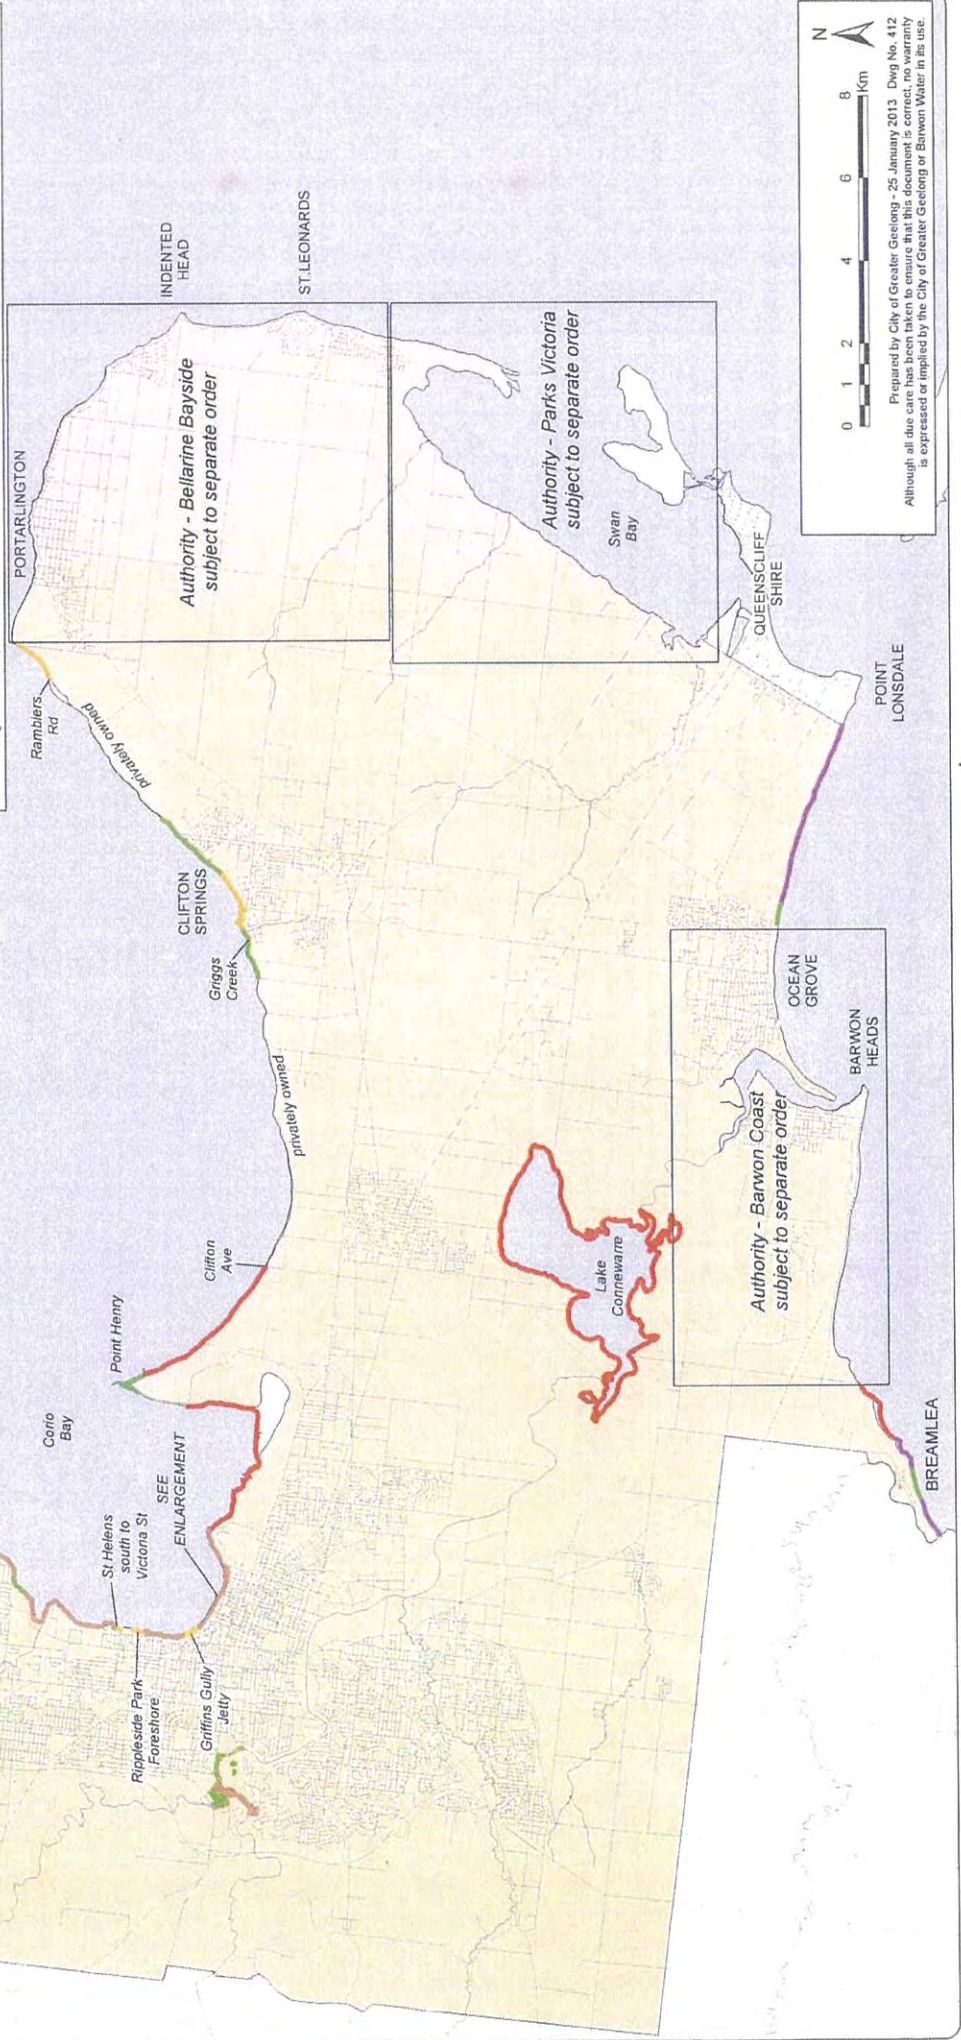 Corio
Bay
Point Henry
St Helens
south to
Victoria St
SEE
ENLARGEMENT
Rippleside Park
Foreshore
Griffins Gully
Jetty
Clifton
Ave
privately owned
Griggs
Creek
CLIFTON
SPRINGS
privately owned
Ramblers
Rd
PORTARLINGTON
INDENTED
HEAD
ST.LEONARDS
Authority - Bellarine Bayside
subject to separate order
Authority - Parks Victoria
subject to separate order
Swan
Bay
QUEENSCLIFF
SHIRE
POINT
LONSDALE
Lake
Connewarre
OCEAN
GROVE
BARWON
HEADS
Authority - Barwon Coast
subject to separate order
BREAMLEA
N
0 1 2 4 6 8
Km
Prepared by City of Greater Geelong - 25 January 2013 Dwg No. 412
Although all due care has been taken to ensure that this document is correct, no warranty
is expressed or implied by the City of Greater Geelong or Barwon Water in its use.